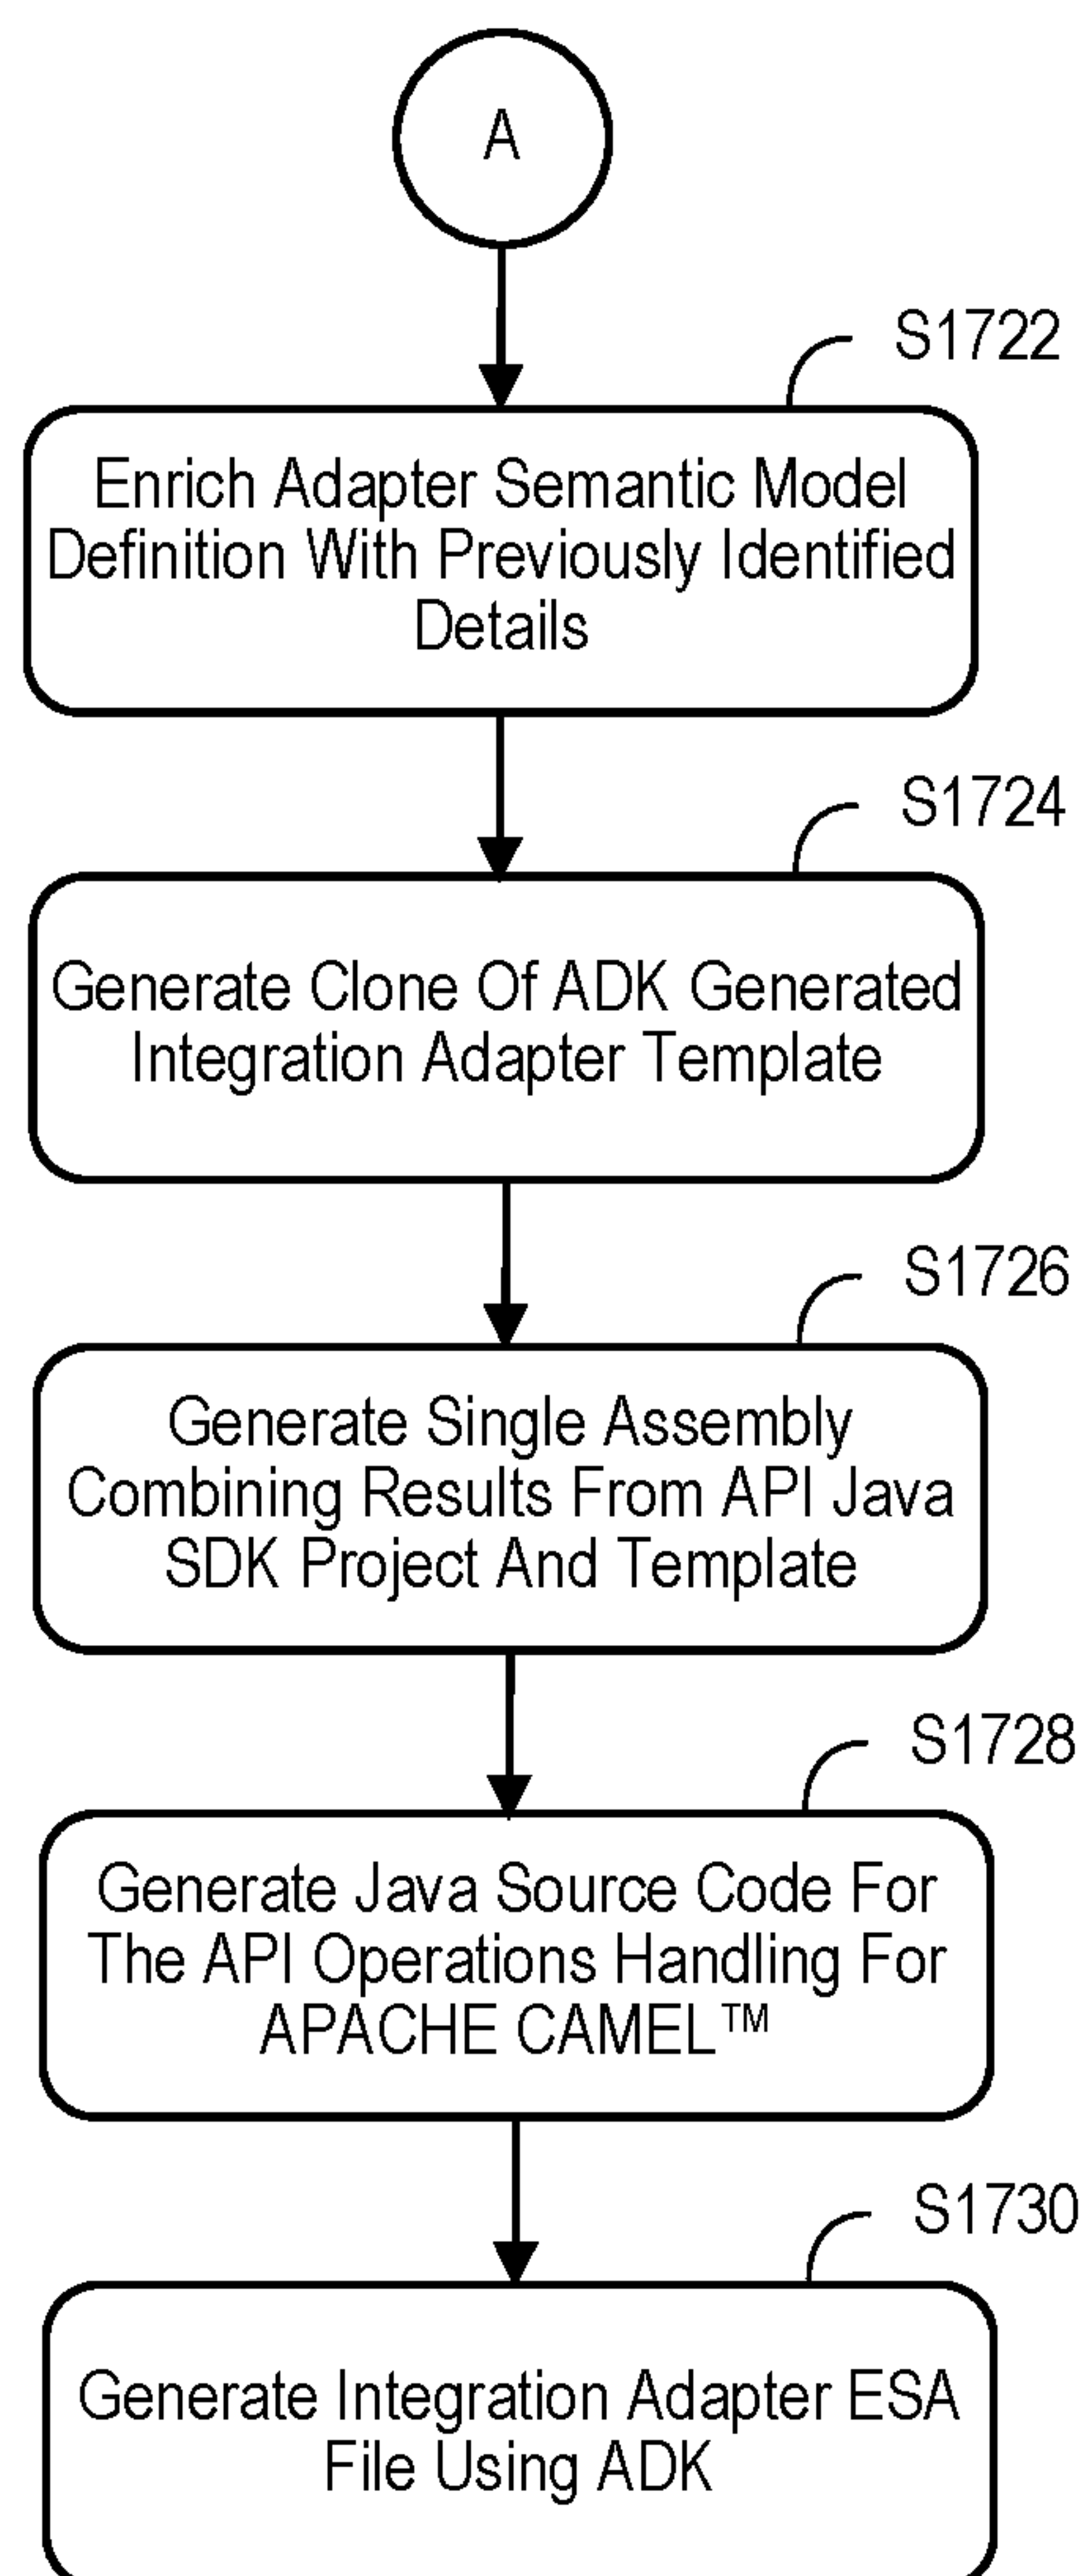 A
S1722
Enrich Adapter Semantic Model
Definition With Previously Identified
Details
S1724
Generate Clone Of ADK Generated
Integration Adapter Template
S1726
Generate Single Assembly
Combining Results From API Java
SDK Project And Template
S1728
Generate Java Source Code For
The API Operations Handling For
APACHE CAMEL™
S1730
Generate Integration Adapter ESA
File Using ADK